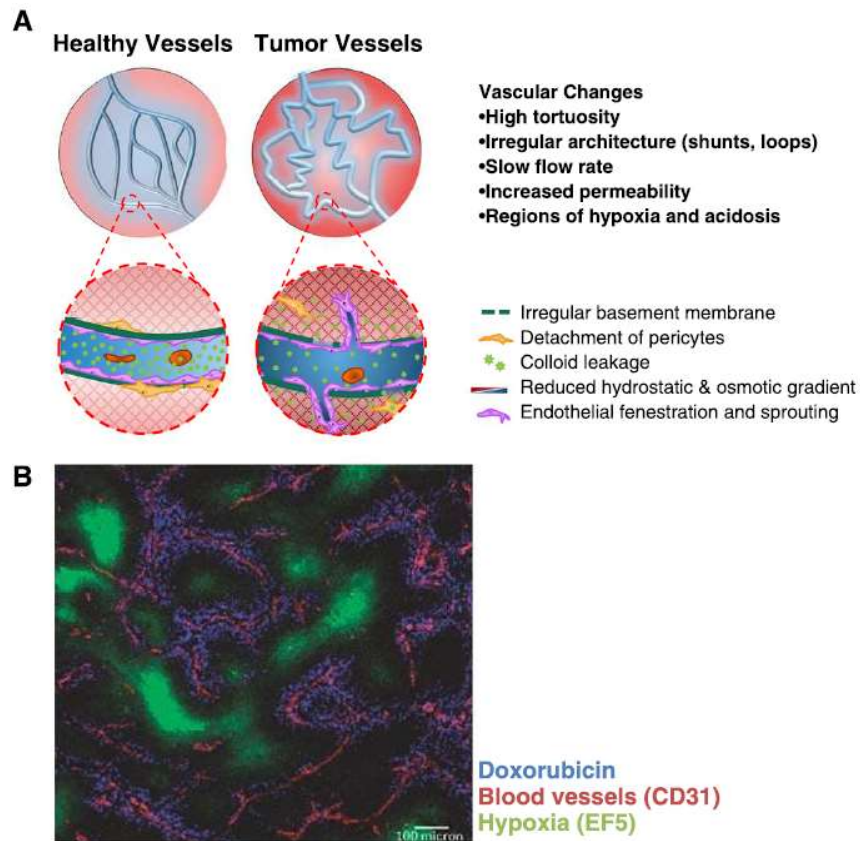 A
Healthy Vessels
Tumor Vessels
Vascular Changes
•High tortuosity
•Irregular architecture (shunts, loops)
•Slow flow rate
•Increased permeability
•Regions of hypoxia and acidosis
Irregular basement membrane
Detachment of pericytes
Colloid leakage
Reduced hydrostatic & osmotic gradient
Endothelial fenestration and sprouting
B
100 micron
Doxorubicin
Blood vessels (CD31)
Hypoxia (EF5)